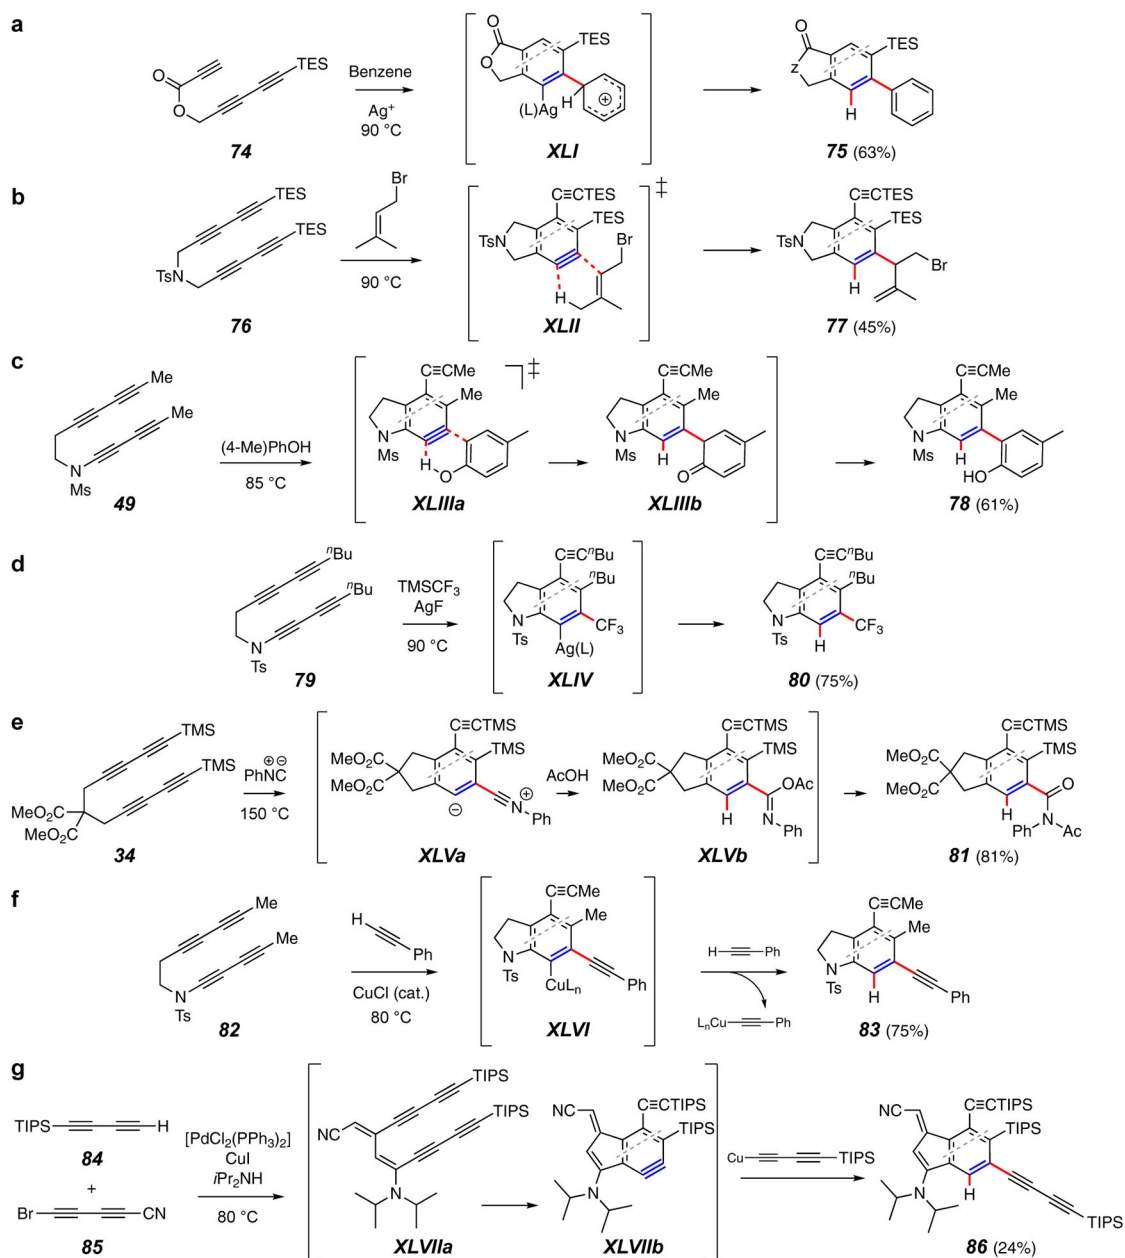 a
O
O
TES
74
Benzene
Ag⁺
90 °C
O
O
TES
(L)Ag
H
⊕
XLI
O
Z
TES
H
75 (63%)
b
TES
TES
TsN
76
Br
90 °C
C≡CTES
TES
TsN
Br
H
XLII
‡
C≡CTES
TES
TsN
Br
H
77 (45%)
c
Me
Me
N
Ms
49
(4-Me)PhOH
85 °C
C≡CMe
Me
N
Ms
H
O
XLIIIa
‡
C≡CMe
Me
N
Ms
H
O
XLIIIb
C≡CMe
Me
N
Ms
H
HO
78 (61%)
d
ⁿBu
ⁿBu
N
Ts
79
TMSCF₃
AgF
90 °C
C≡CⁿBu
ⁿBu
N
Ts
CF₃
Ag(L)
XLIV
C≡CⁿBu
ⁿBu
N
Ts
CF₃
H
80 (75%)
e
TMS
TMS
MeO₂C
MeO₂C
34
⊕⊖
PhNC
150 °C
C≡CTMS
TMS
MeO₂C
MeO₂C
⊖
N
⊕
Ph
XLVa
AcOH
C≡CTMS
TMS
MeO₂C
MeO₂C
OAc
H
N
Ph
XLVb
C≡CTMS
TMS
MeO₂C
MeO₂C
O
H
N
Ph
Ac
81 (81%)
f
Me
Me
N
Ts
82
H
Ph
CuCl (cat.)
80 °C
C≡CMe
Me
N
Ts
CuLₙ
Ph
XLVI
H Ph
LₙCu Ph
C≡CMe
Me
N
Ts
H
Ph
83 (75%)
g
TIPS H
84
+
Br CN
85
[PdCl₂(PPh₃)₂]
CuI
iPr₂NH
80 °C
TIPS
TIPS
NC
N
XLVIIa
NC
C≡CTIPS
TIPS
N
XLVIIb
Cu TIPS
NC
C≡CTIPS
TIPS
N
H
TIPS
86 (24%)